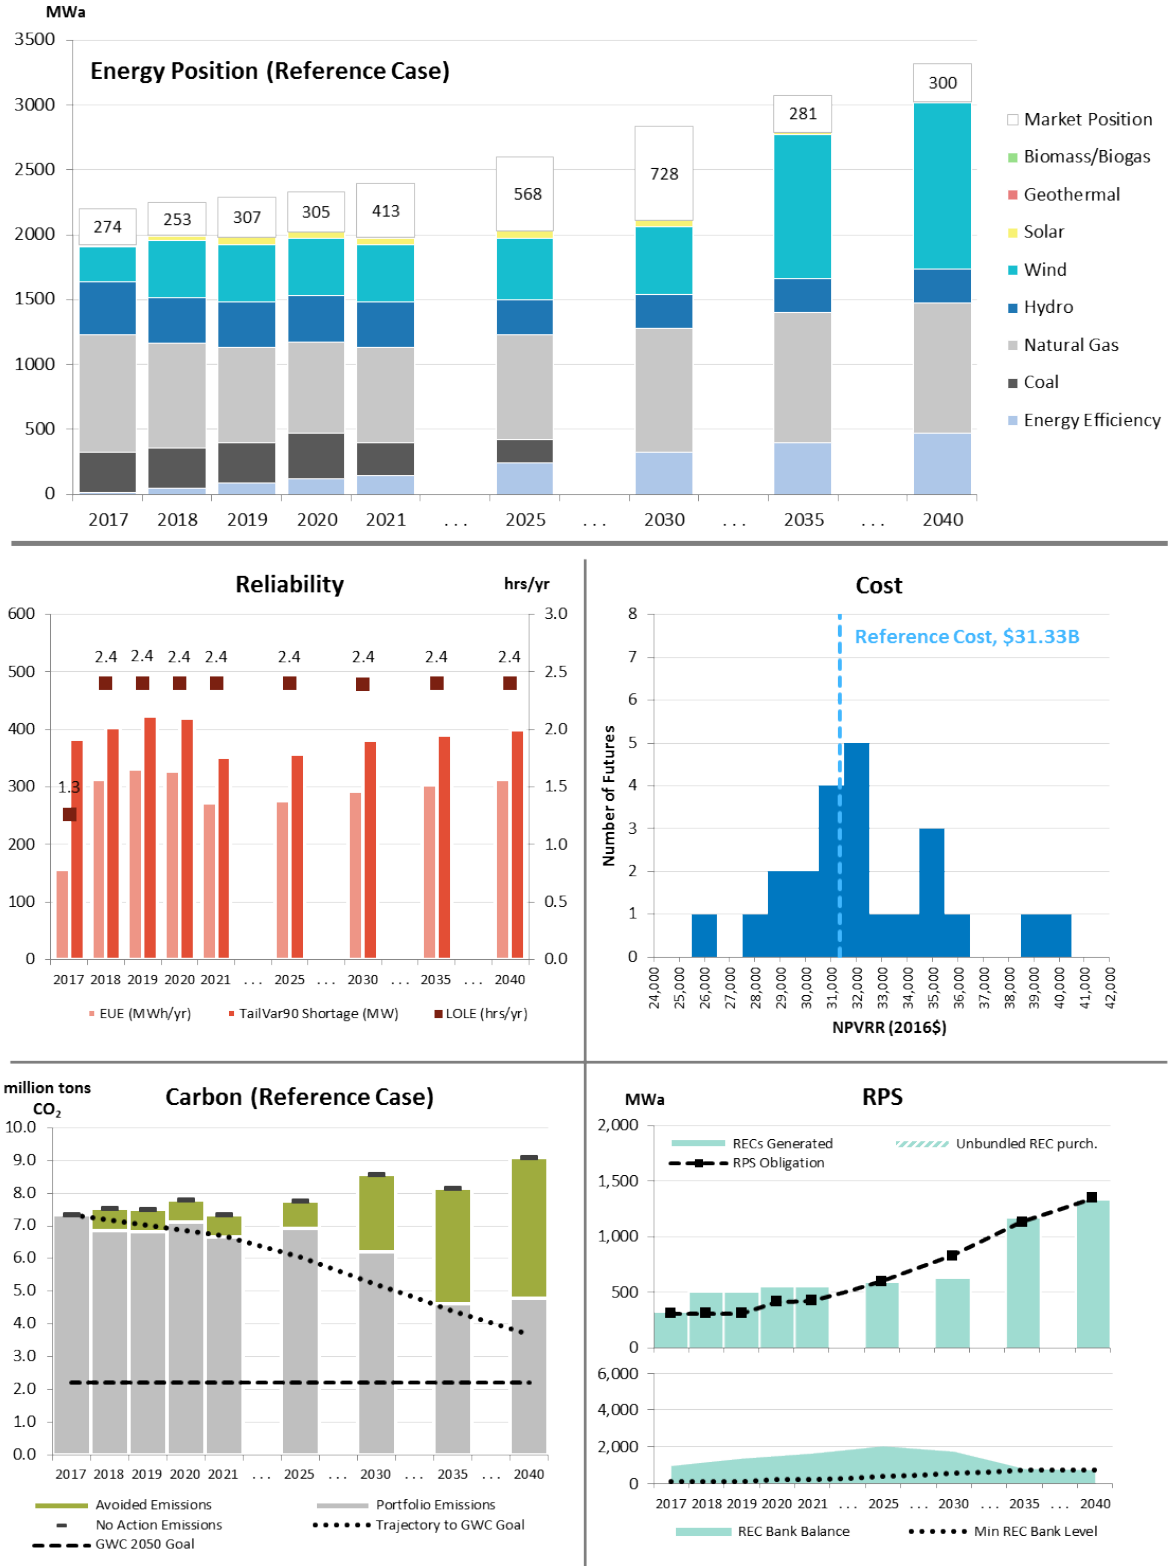 MWa
Energy Position (Reference Case)
3500
3000
2500
2000
1500
1000
500
0
274
253
307
305
413
568
728
281
300
2017 2018 2019 2020 2021 ... 2025 ... 2030 ... 2035 ... 2040
Market Position
Biomass/Biogas
Geothermal
Solar
Wind
Hydro
Natural Gas
Coal
Energy Efficiency
Reliability
hrs/yr
600
500
400
300
200
100
0
3.0
2.5
2.0
1.5
1.0
0.5
0.0
1.3
2.4 2.4 2.4 2.4 2.4 2.4 2.4 2.4
2017 2018 2019 2020 2021 ... 2025 ... 2030 ... 2035 ... 2040
EUE (MWh/yr) TailVar90 Shortage (MW) LOLE (hrs/yr)
Cost
Reference Cost, $31.33B
Number of Futures
8
7
6
5
4
3
2
1
0
24,000 25,000 26,000 27,000 28,000 29,000 30,000 31,000 32,000 33,000 34,000 35,000 36,000 37,000 38,000 39,000 40,000 41,000 42,000
NPVRR (2016$)
million tons
CO2
Carbon (Reference Case)
10.0
9.0
8.0
7.0
6.0
5.0
4.0
3.0
2.0
1.0
0.0
2017 2018 2019 2020 2021 ... 2025 ... 2030 ... 2035 ... 2040
Avoided Emissions Portfolio Emissions
No Action Emissions Trajectory to GWC Goal
GWC 2050 Goal
MWa
RPS
RECs Generated Unbundled REC purch.
RPS Obligation
2,000
1,500
1,000
500
0
6,000
4,000
2,000
0
2017 2018 2019 2020 2021 ... 2025 ... 2030 ... 2035 ... 2040
REC Bank Balance Min REC Bank Level